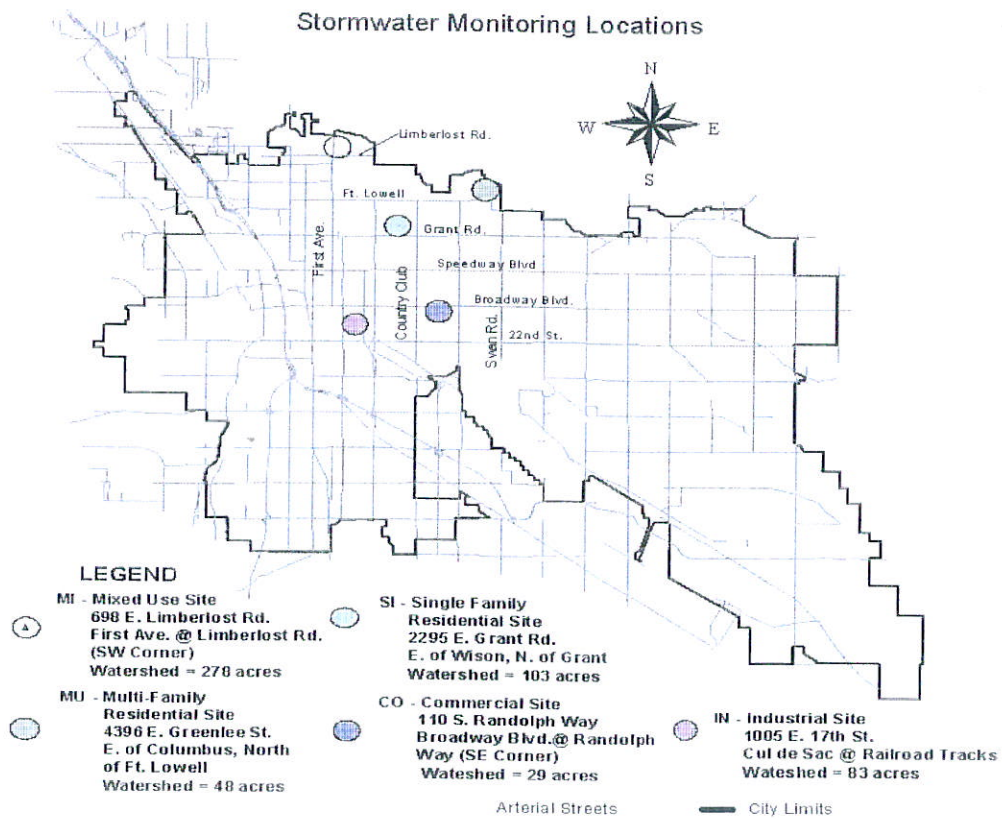 Stormwater Monitoring Locations
N
W
E
S
Limberlost Rd.
Ft. Lowell
Grant Rd.
First Ave.
Speedway Blvd
Country Club
Broadway Blvd.
Swan Rd.
22nd St.
LEGEND
MI - Mixed Use Site
698 E. Limberlost Rd.
First Ave. @ Limberlost Rd.
(SW Corner)
Watershed = 278 acres
SI - Single Family
Residential Site
2295 E. Grant Rd.
E. of Wison, N. of Grant
Watershed = 103 acres
MU - Multi-Family
Residential Site
4396 E. Greenlee St.
E. of Columbus, North
of Ft. Lowell
Watershed = 48 acres
CO - Commercial Site
110 S. Randolph Way
Broadway Blvd.@ Randolph
Way (SE Corner)
Wateshed = 29 acres
IN - Industrial Site
1005 E. 17th St.
Cul de Sac @ Railroad Tracks
Wateshed = 83 acres
Arterial Streets
City Limits